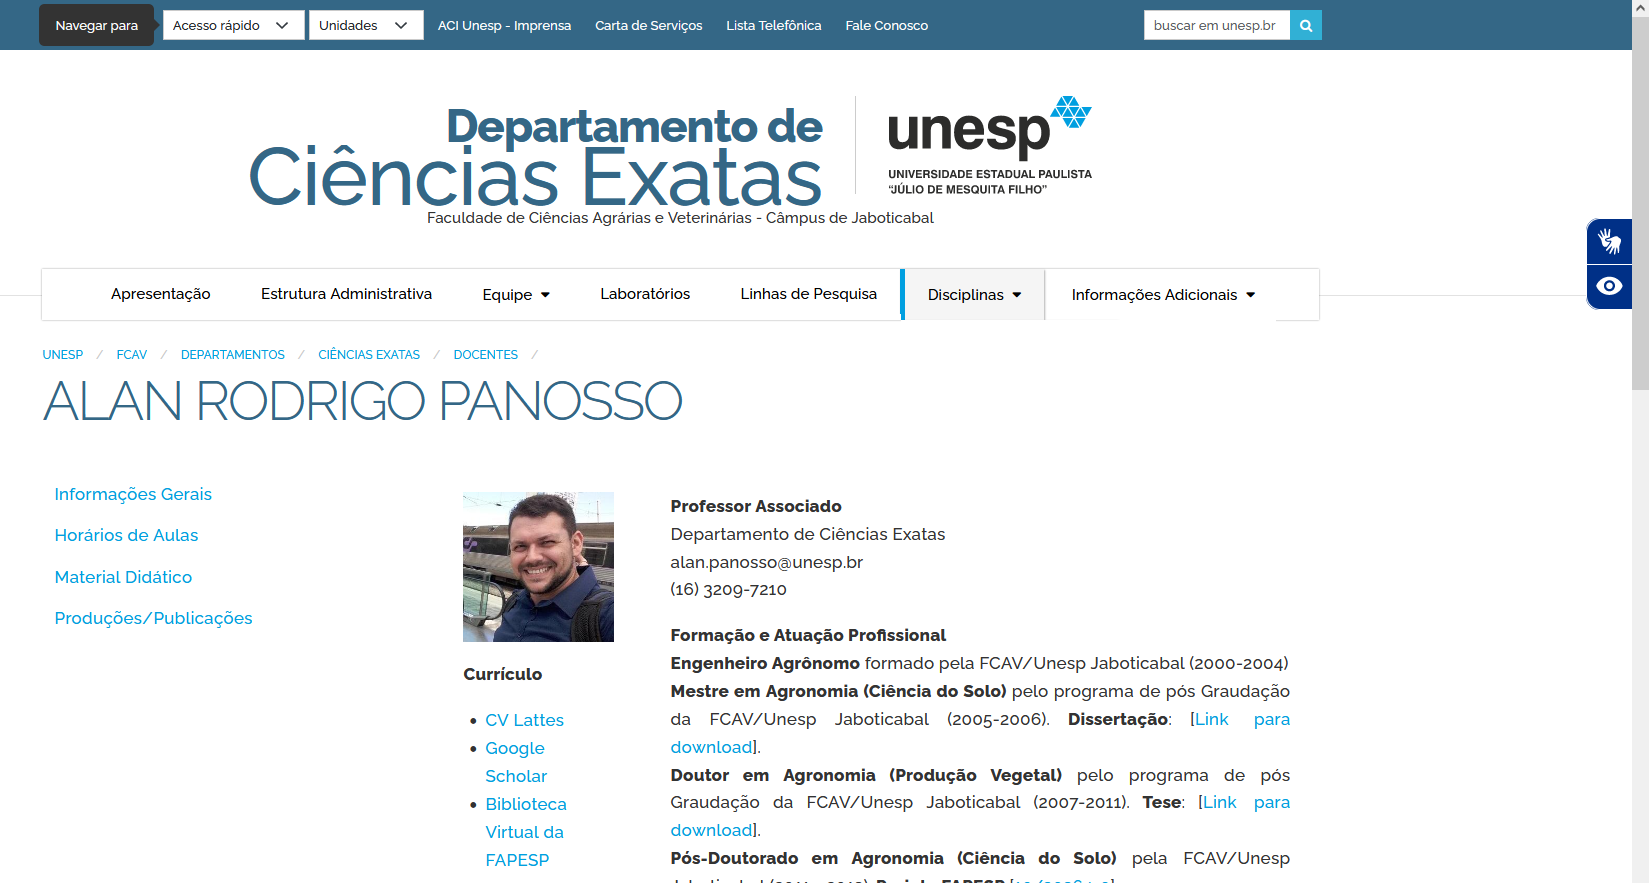 Navegar para
Acesso rápido
Unidades
ACI Unesp - Imprensa
Carta de Serviços
Lista Telefônica
Fale Conosco
buscar em unesp.br
Departamento de
Ciências Exatas
Faculdade de Ciências Agrárias e Veterinárias - Câmpus de Jaboticabal
unesp
UNIVERSIDADE ESTADUAL PAULISTA
"JÚLIO DE MESQUITA FILHO"
Apresentação
Estrutura Administrativa
Equipe
Laboratórios
Linhas de Pesquisa
Disciplinas
Informações Adicionais
UNESP / FCAV / DEPARTAMENTOS / CIÊNCIAS EXATAS / DOCENTES /
ALAN RODRIGO PANOSSO
Informações Gerais
Horários de Aulas
Material Didático
Produções/Publicações
Currículo
• CV Lattes
• Google
Scholar
• Biblioteca
Virtual da
FAPESP
Professor Associado
Departamento de Ciências Exatas
alan.panosso@unesp.br
(16) 3209-7210
Formação e Atuação Profissional
Engenheiro Agrônomo formado pela FCAV/Unesp Jaboticabal (2000-2004)
Mestre em Agronomia (Ciência do Solo) pelo programa de pós Graudação
da FCAV/Unesp Jaboticabal (2005-2006). Dissertação: [Link para
download].
Doutor em Agronomia (Produção Vegetal) pelo programa de pós
Graudação da FCAV/Unesp Jaboticabal (2007-2011). Tese: [Link para
download].
Pós-Doutorado em Agronomia (Ciência do Solo) pela FCAV/Unesp